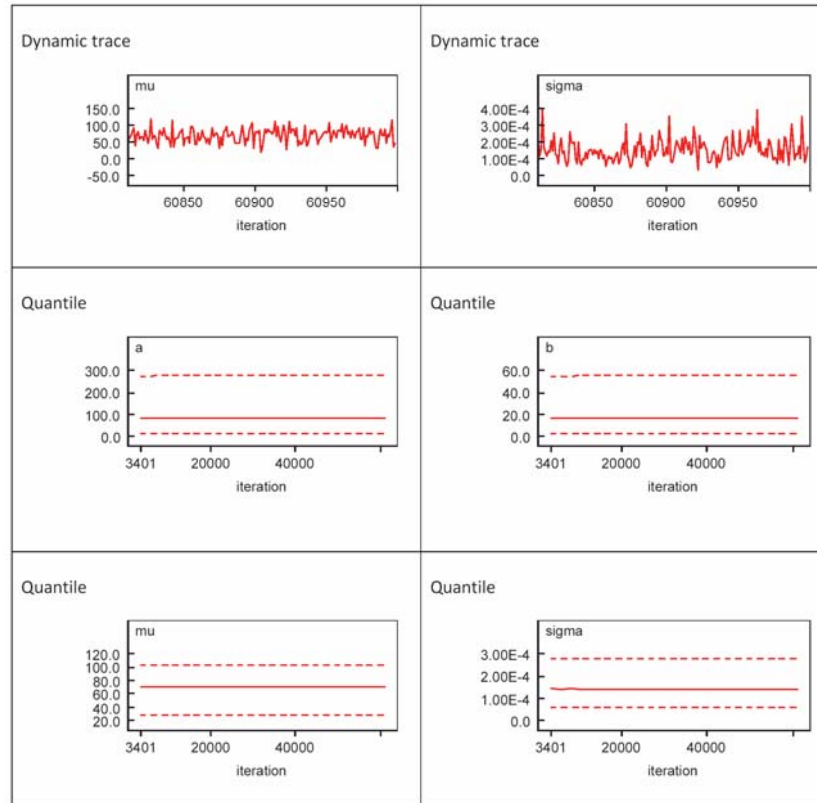 Dynamic trace
mu
150.0
100.0
50.0
0.0
-50.0
60850 60900 60950
iteration
Dynamic trace
sigma
4.00E-4
3.00E-4
2.00E-4
1.00E-4
0.0
60850 60900 60950
iteration
Quantile
a
300.0
200.0
100.0
0.0
3401 20000 40000
iteration
Quantile
b
60.0
40.0
20.0
0.0
3401 20000 40000
iteration
Quantile
mu
120.0
100.0
80.0
60.0
40.0
20.0
3401 20000 40000
iteration
Quantile
sigma
3.00E-4
2.00E-4
1.00E-4
0.0
3401 20000 40000
iteration